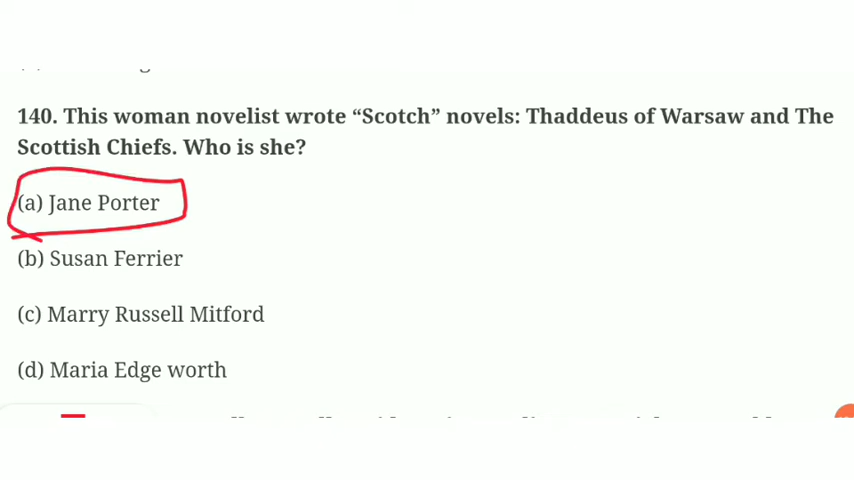 140. This woman novelist wrote “Scotch” novels: Thaddeus of Warsaw and The
Scottish Chiefs. Who is she?
(a) Jane Porter
(b) Susan Ferrier
(c) Marry Russell Mitford
(d) Maria Edge worth